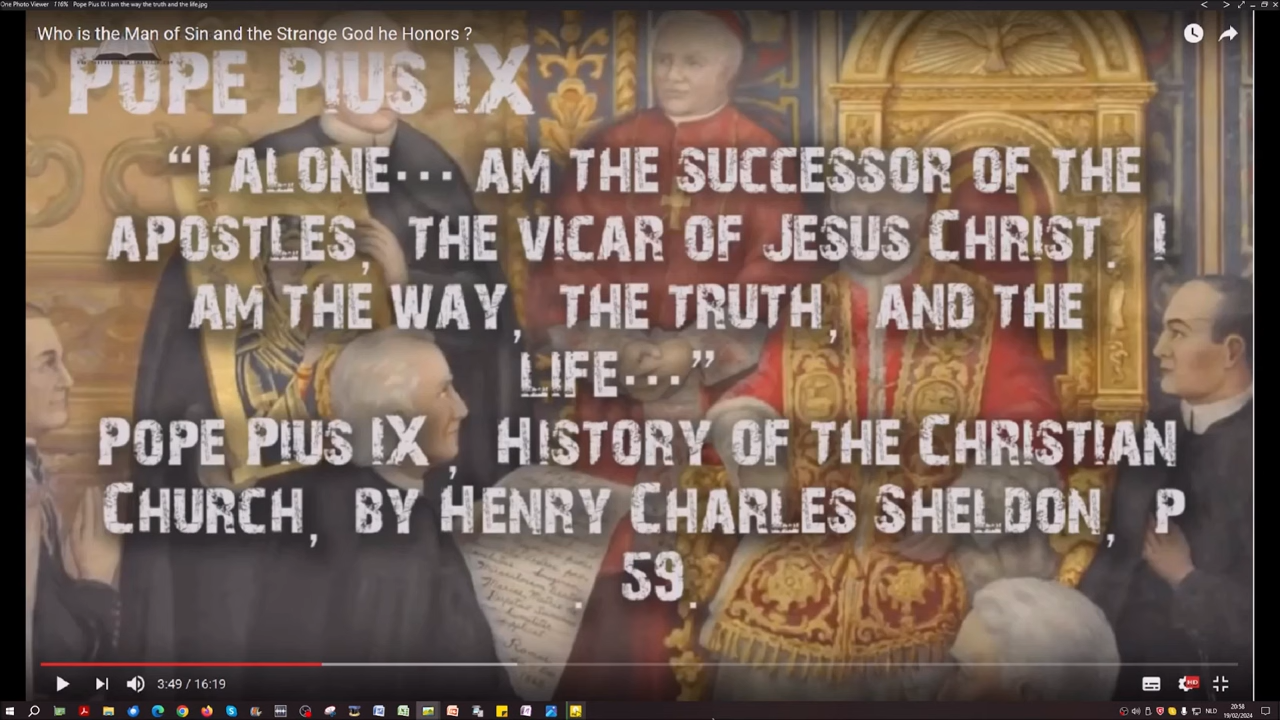 One Photo Viewer 116% Pope Pius IX I am the way the truth and the life.jpg
Who is the Man of Sin and the Strange God he Honors ?
POPE PIUS IX
“I ALONE... AM THE SUCCESSOR OF THE
APOSTLES, THE VICAR OF JESUS CHRIST. I
AM THE WAY, THE TRUTH, AND THE
LIFE...”
POPE PIUS IX , HISTORY OF THE CHRISTIAN
CHURCH, BY HENRY CHARLES SHELDON, P
. 59.
3:49 / 16:19
HD
NLD
20:58
19/02/2024